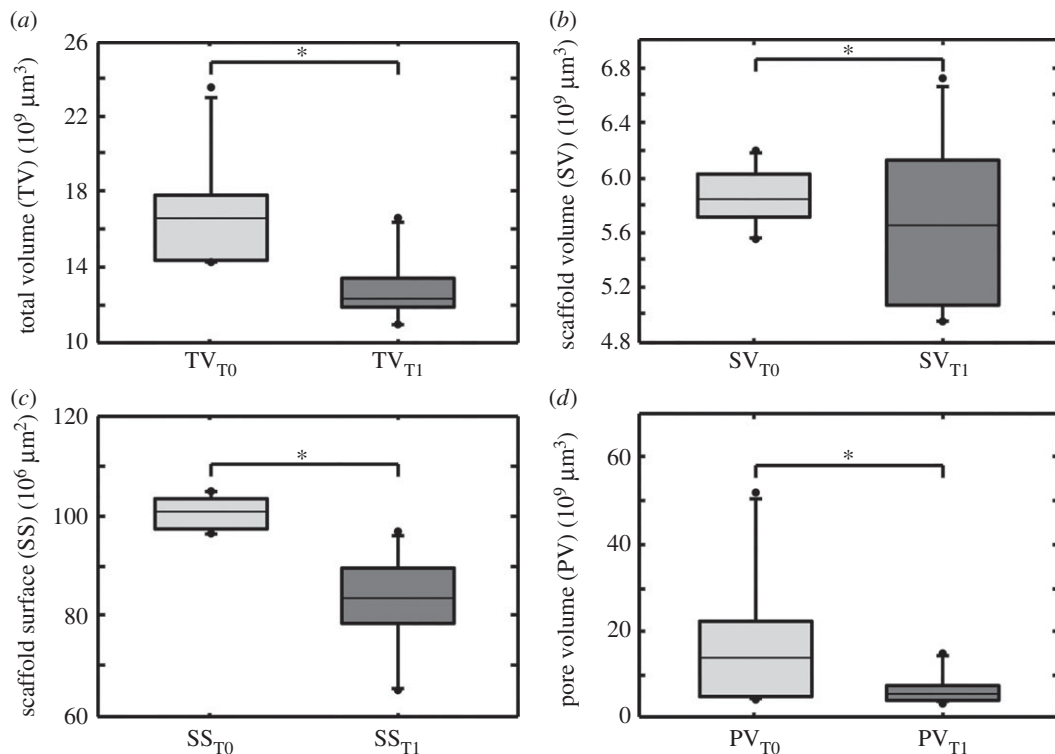 (a)
total volume (TV) (10⁹ µm³)
26
22
18
14
10
*
TV_T0
TV_T1
(b)
scaffold volume (SV) (10⁹ µm³)
6.8
6.4
6.0
5.6
5.2
4.8
*
SV_T0
SV_T1
(c)
scaffold surface (SS) (10⁶ µm²)
120
100
80
60
*
SS_T0
SS_T1
(d)
pore volume (PV) (10⁹ µm³)
60
40
20
0
*
PV_T0
PV_T1